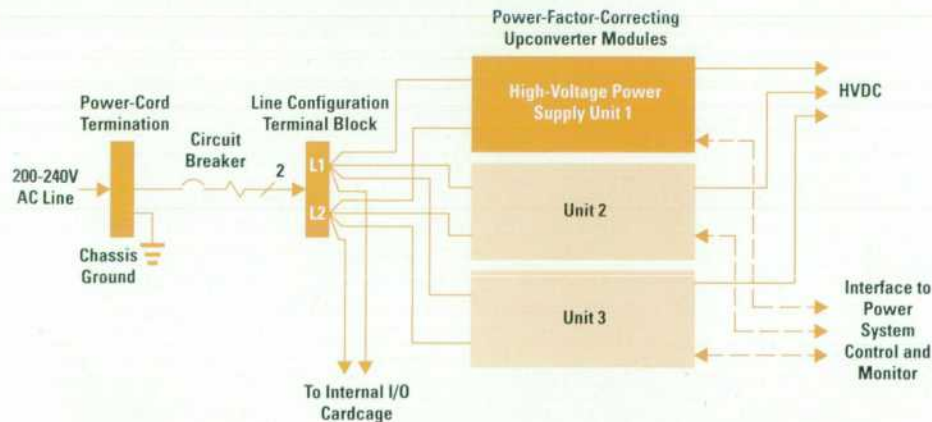 Power-Factor-Correcting
Upconverter Modules
High-Voltage Power
Supply Unit 1
HVDC
Power-Cord
Termination
Line Configuration
Terminal Block
Circuit
Breaker
2
L1
200-240V
AC Line
L2
Unit 2
Chassis
Ground
Unit 3
Interface to
Power
System
Control and
Monitor
To Internal I/O
Cardcage